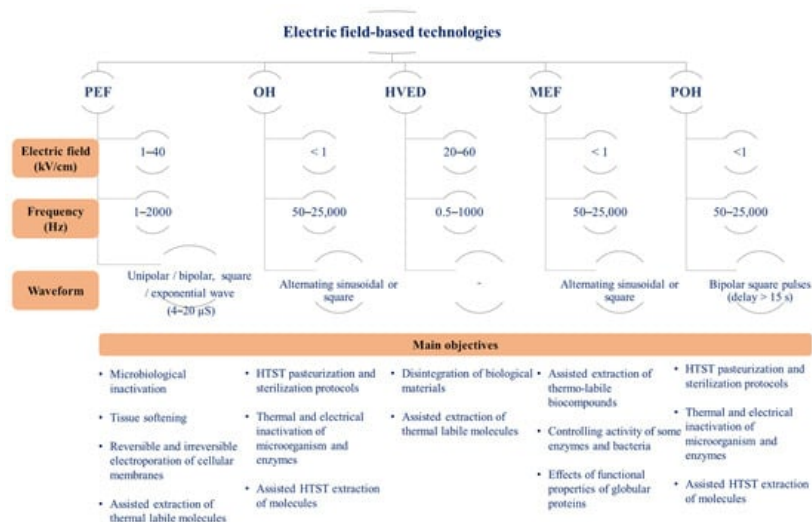 Electric field-based technologies
PEF OH HVED MEF POH
Electric field
(kV/cm)
1–40 < 1 20–60 < 1 <1
Frequency
(Hz)
1–2000 50–25,000 0.5–1000 50–25,000 50–25,000
Waveform
Unipolar / bipolar, square
/ exponential wave
(4–20 µS)
Alternating sinusoidal or
square
-
Alternating sinusoidal or
square
Bipolar square pulses
(delay > 15 s)
Main objectives
• Microbiological
inactivation
• Tissue softening
• Reversible and irreversible
electroporation of cellular
membranes
• Assisted extraction of
thermal labile molecules
• HTST pasteurization and
sterilization protocols
• Thermal and electrical
inactivation of
microorganism and
enzymes
• Assisted HTST extraction
of molecules
• Disintegration of biological
materials
• Assisted extraction of
thermal labile molecules
• Assisted extraction of
thermo-labile
biocompounds
• Controlling activity of some
enzymes and bacteria
• Effects of functional
properties of globular
proteins
• HTST pasteurization and
sterilization protocols
• Thermal and electrical
inactivation of
microorganism and
enzymes
• Assisted HTST extraction
of molecules